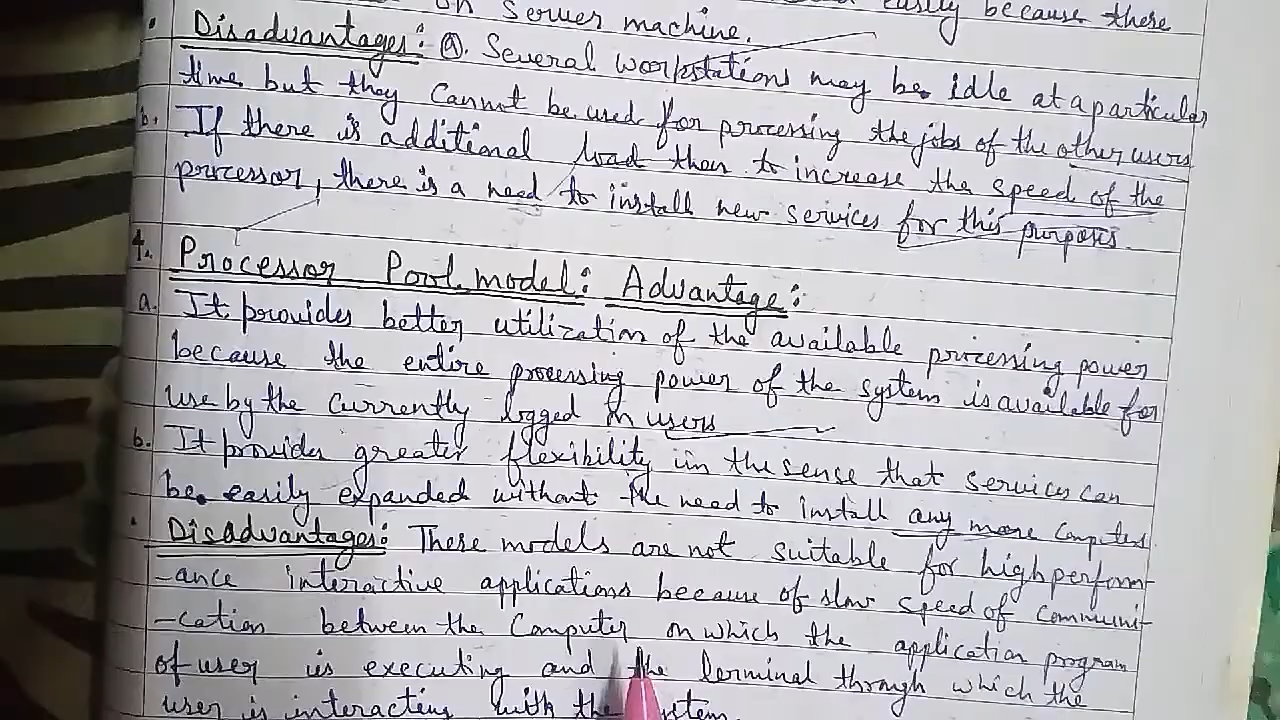 easily because there
on Server machine.
• Disadvantages: (a). Several workstations may be idle at a particular
time but they cannot be used for processing the jobs of the other users
b. If there is additional load than to increase the speed of the
processor, there is a need to install new services for this purposes.
4. Processor Pool model: Advantage:
a. It provides better utilization of the available processing power
because the entire processing power of the system is available for
use by the currently logged in users
b. It provides greater flexibility in the sense that services can
be easily expanded without the need to install any more computers
• Disadvantages: These models are not suitable for high perform-
-ance interactive applications because of slow speed of communi-
-cation between the computer on which the application program
of user is executing and the terminal through which the
user is interacting with the